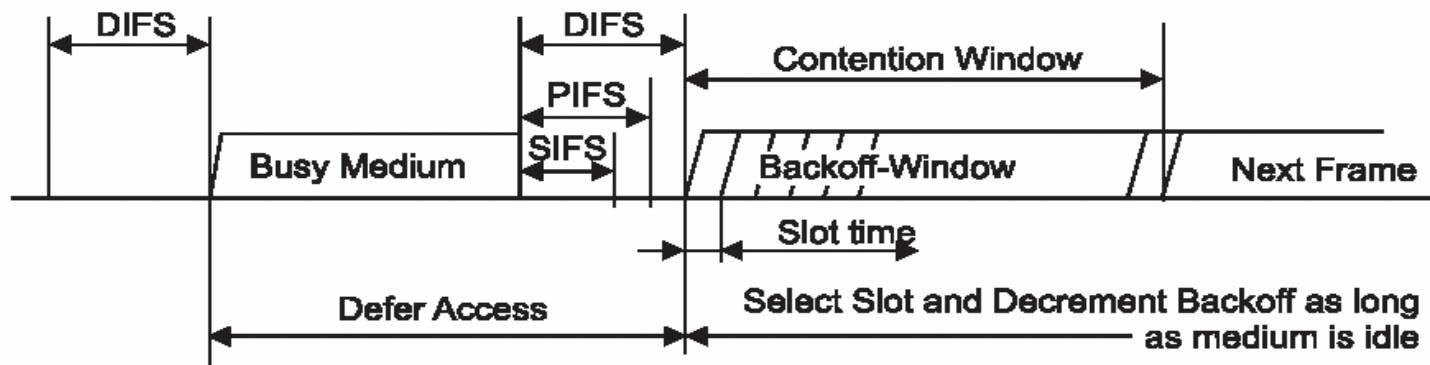 DIFS
DIFS
Contention Window
PIFS
SIFS
Busy Medium
Backoff-Window
Next Frame
Slot time
Defer Access
Select Slot and Decrement Backoff as long
as medium is idle